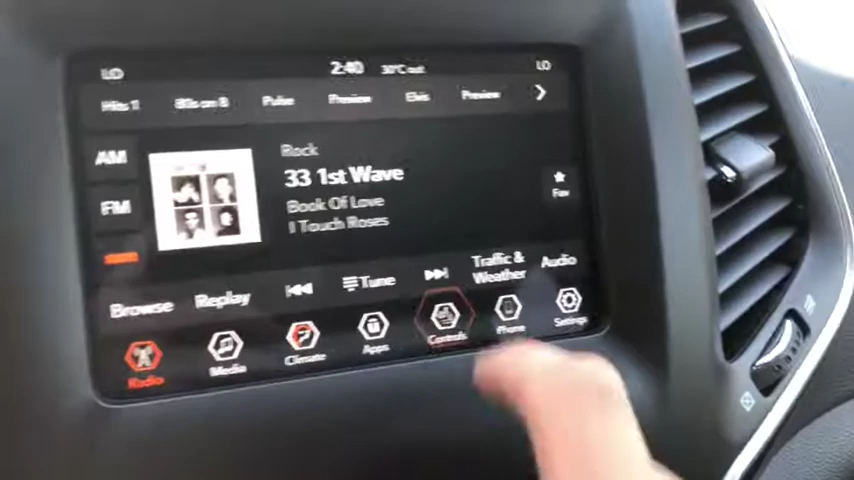 LO 2:40 30°C out LO
Hits 1 80s on 8 Pulse Preview Elvis Preview
AM
FM
Rock
33 1st Wave
Book Of Love
I Touch Roses
Fav
Browse Replay Tune Traffic & Weather Audio
Radio Media Climate Apps Controls Phone Settings